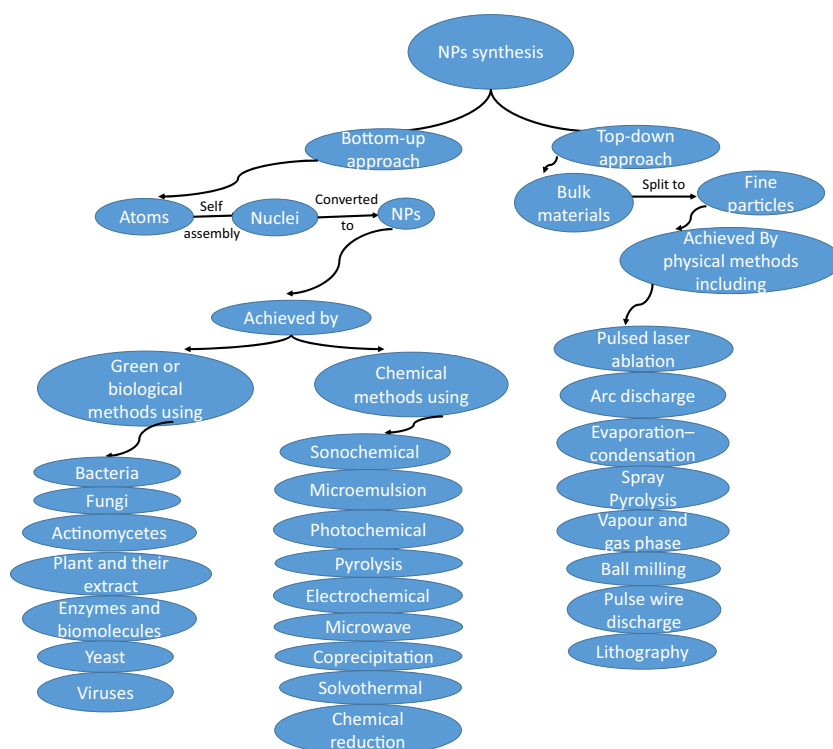 NPs synthesis
Bottom-up
approach
Top-down
approach
Atoms
Self
assembly
Nuclei
Converted
to
NPs
Bulk
materials
Split to
Fine
particles
Achieved By
physical methods
including
Achieved by
Green or
biological
methods using
Chemical
methods using
Bacteria
Fungi
Actinomycetes
Plant and their
extract
Enzymes and
biomolecules
Yeast
Viruses
Sonochemical
Microemulsion
Photochemical
Pyrolysis
Electrochemical
Microwave
Coprecipitation
Solvothermal
Chemical
reduction
Pulsed laser
ablation
Arc discharge
Evaporation–
condensation
Spray
Pyrolysis
Vapour and
gas phase
Ball milling
Pulse wire
discharge
Lithography